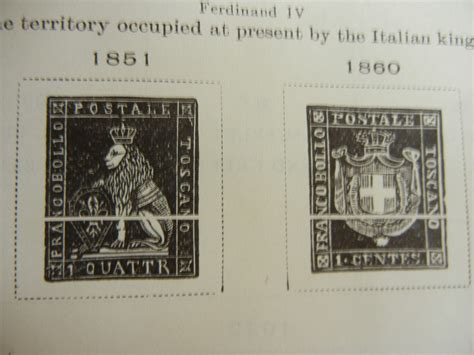 Ferdinand IV
e territory occupied at present by the Italian king
1851
1860
FRANCOBOLLO
POSTALE
TOSCANO
1 QUATTR
FRANCOBOLLO
POSTALE
TOSCANO
1 CENTES.